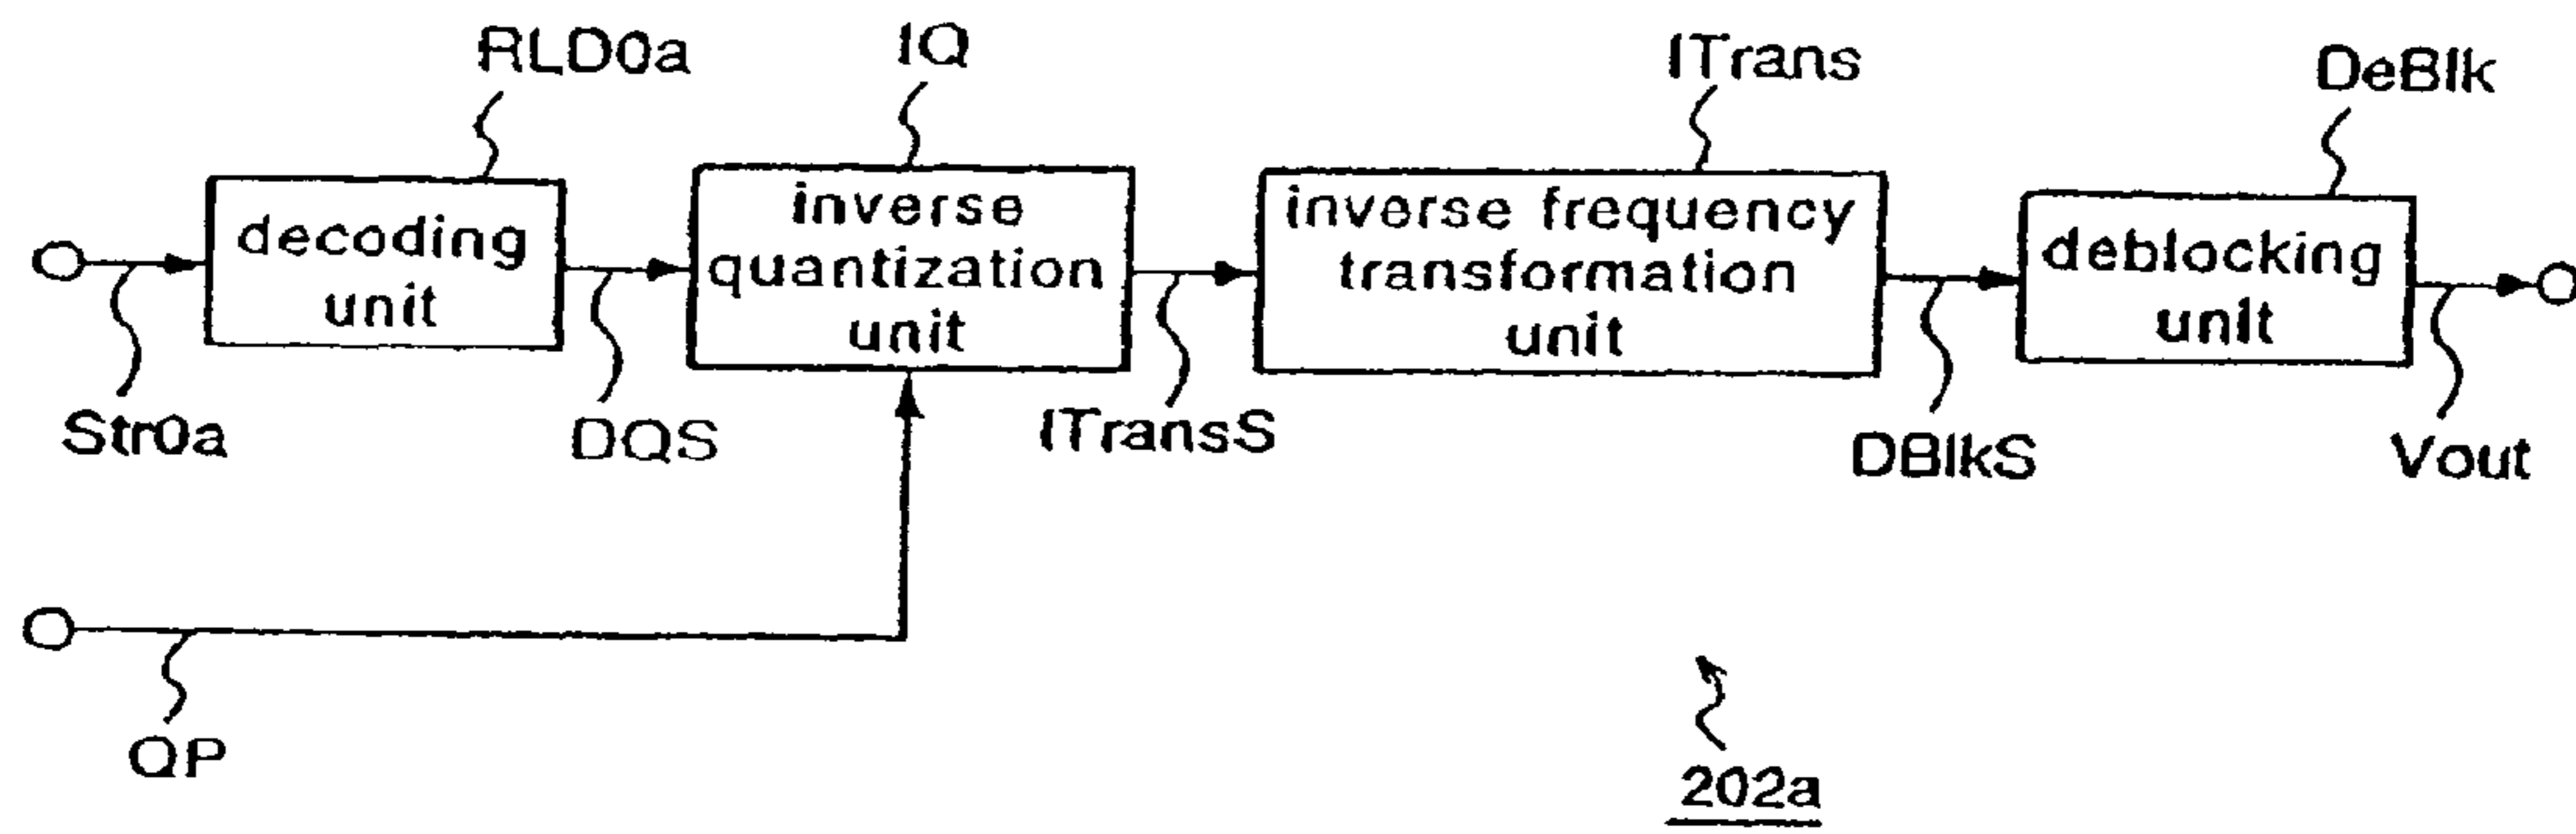 RLD0a
IQ
ITrans
DeBlk
decoding
unit
inverse
quantization
unit
inverse frequency
transformation
unit
deblocking
unit
Str0a
DQS
ITransS
DBlkS
Vout
QP
202a